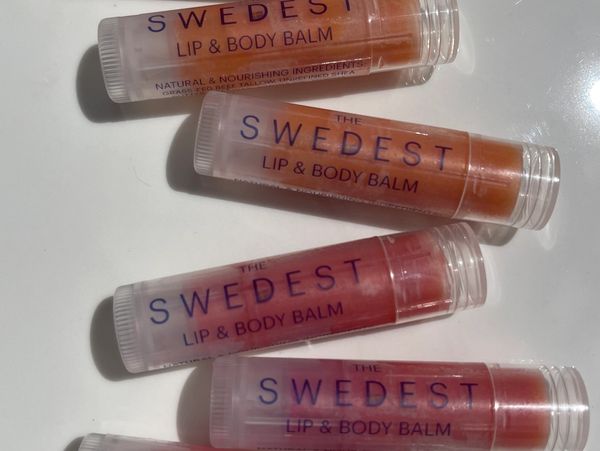 SWEDEST
LIP & BODY BALM
NATURAL & NOURISHING INGREDIENTS
GRASS-FED BEEF TALLOW, UNREFINED SHEA
THE
SWEDEST
LIP & BODY BALM
THE
SWEDEST
LIP & BODY BALM
THE
SWEDEST
LIP & BODY BALM